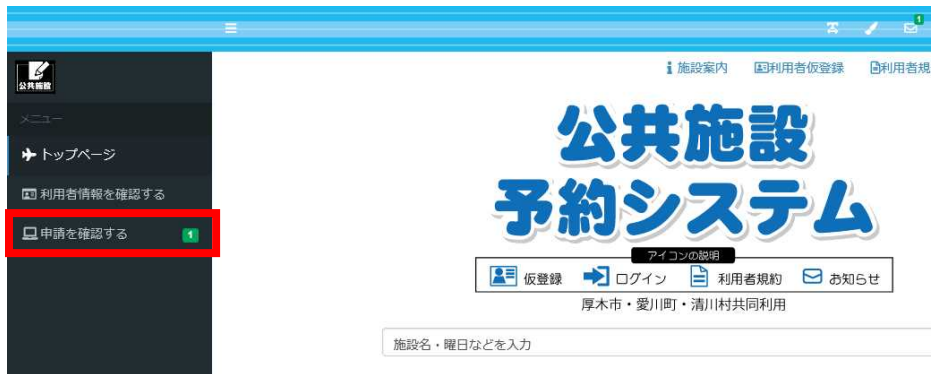 1
施設案内 利用者仮登録 利用者規
公共施設
メニュー
トップページ
利用者情報を確認する
申請を確認する 1
公共施設
予約システム
アイコンの説明
仮登録 ログイン 利用者規約 お知らせ
厚木市・愛川町・清川村共同利用
施設名・曜日などを入力